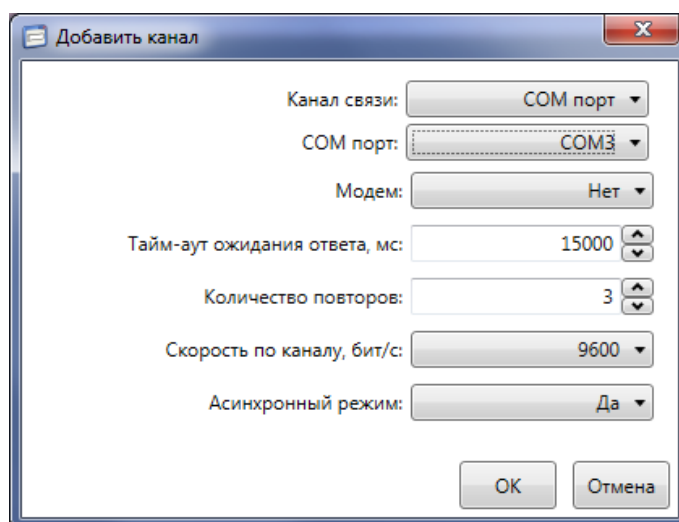 Добавить канал
Канал связи: COM порт
COM порт: COM3
Модем: Нет
Тайм-аут ожидания ответа, мс: 15000
Количество повторов: 3
Скорость по каналу, бит/с: 9600
Асинхронный режим: Да
ОК Отмена